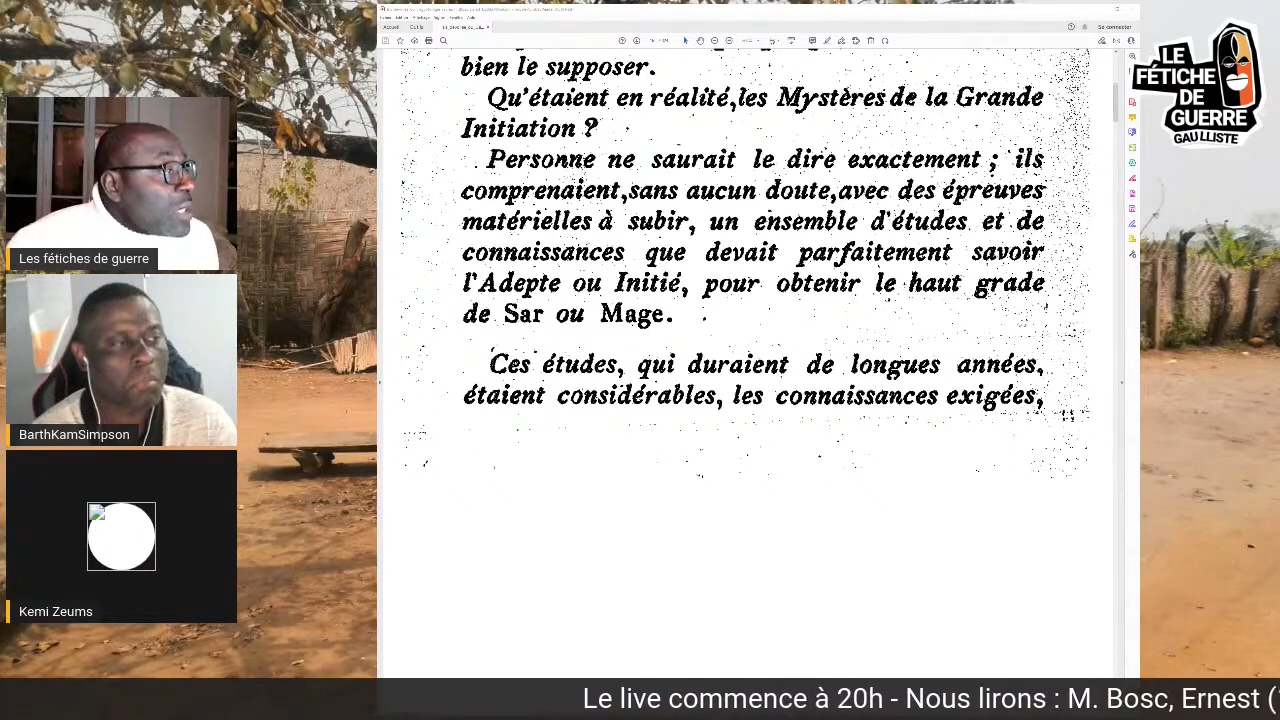 Se connecter
bien le supposer.
Qu'étaient en réalité,les Mystères de la Grande
Initiation ?
Personne ne saurait le dire exactement ; ils
comprenaient,sans aucun doute,avec des épreuves
matérielles à subir, un ensemble d'études et de
connaissances que devait parfaitement savoir
l'Adepte ou Initié, pour obtenir le haut grade
de Sar ou Mage.
Ces études, qui duraient de longues années,
étaient considérables, les connaissances exigées,
LE
FÉTICHE
DE
GUERRE
GAULLISTE
Les fétiches de guerre
BarthKamSimpson
Kemi Zeums
Le live commence à 20h - Nous lirons : M. Bosc, Ernest (